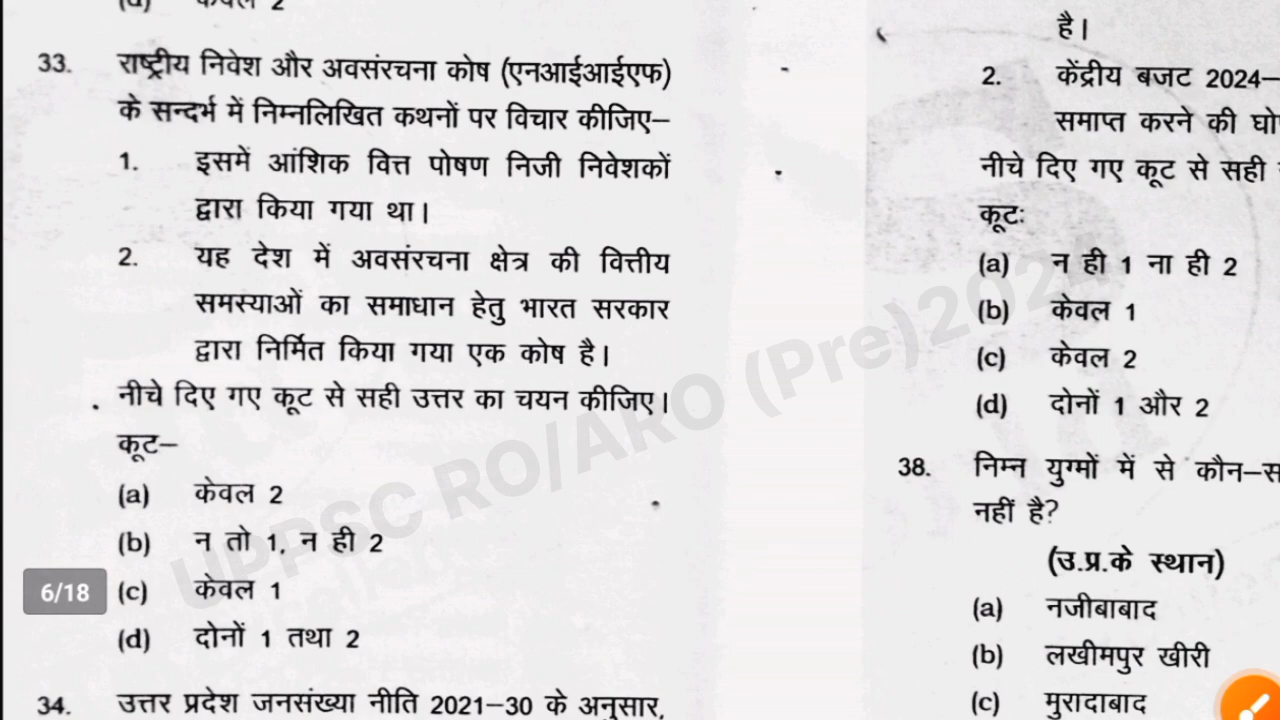 (d) केवल 2
33. राष्ट्रीय निवेश और अवसंरचना कोष (एनआईआईएफ)
के सन्दर्भ में निम्नलिखित कथनों पर विचार कीजिए–
1. इसमें आंशिक वित्त पोषण निजी निवेशकों
द्वारा किया गया था।
2. यह देश में अवसंरचना क्षेत्र की वित्तीय
समस्याओं का समाधान हेतु भारत सरकार
द्वारा निर्मित किया गया एक कोष है।
नीचे दिए गए कूट से सही उत्तर का चयन कीजिए।
कूट–
(a) केवल 2
(b) न तो 1, न ही 2
(c) केवल 1
(d) दोनों 1 तथा 2
34. उत्तर प्रदेश जनसंख्या नीति 2021–30 के अनुसार,
है।
2. केंद्रीय बजट 2024–
समाप्त करने की
नीचे दिए गए कूट से सही
कूटः
(a) न ही 1 ना ही 2
(b) केवल 1
(c) केवल 2
(d) दोनों 1 और 2
38. निम्न युग्मों में से
नहीं है?
(उ.प्र.के स्थान)
(a) नजीबाबाद
(b) लखीमपुर खीरी
(c) मुरादाबाद
6/18
UPPSC RO/ARO (Pre)